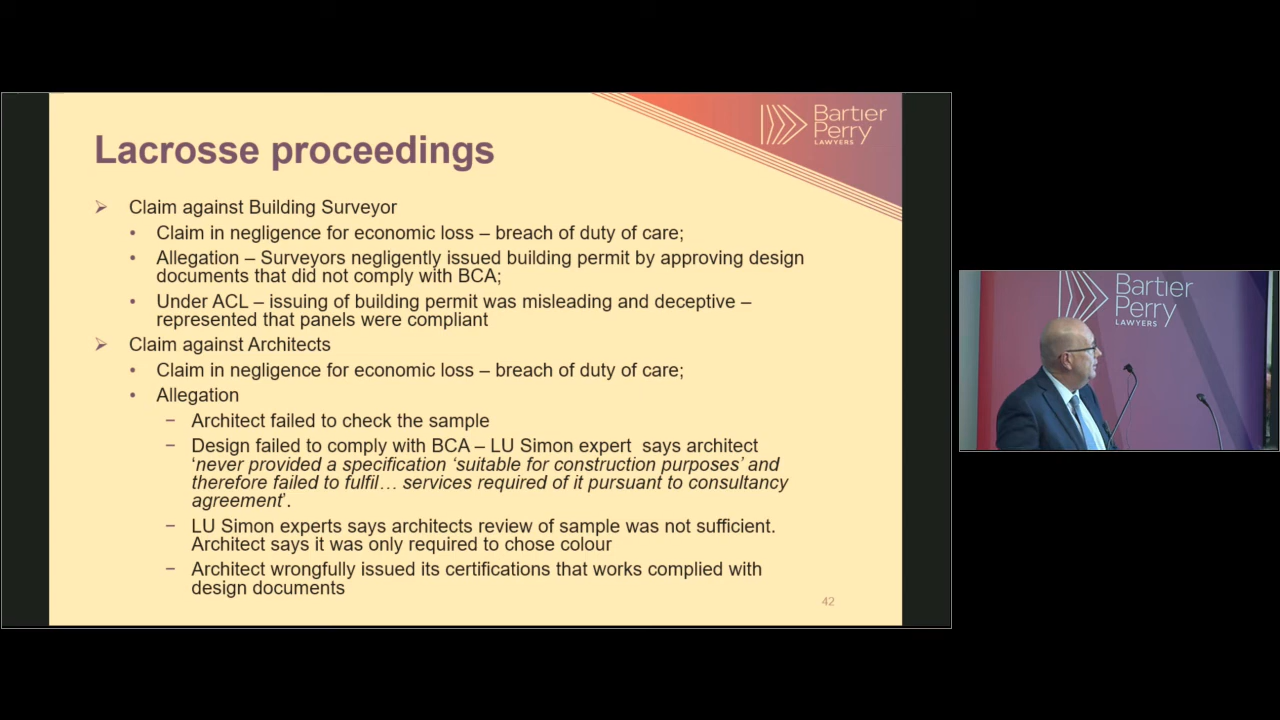 Bartier
Perry
LAWYERS
Lacrosse proceedings
➢ Claim against Building Surveyor
• Claim in negligence for economic loss – breach of duty of care;
• Allegation – Surveyors negligently issued building permit by approving design
documents that did not comply with BCA;
• Under ACL – issuing of building permit was misleading and deceptive –
represented that panels were compliant
➢ Claim against Architects
• Claim in negligence for economic loss – breach of duty of care;
• Allegation
− Architect failed to check the sample
− Design failed to comply with BCA – LU Simon expert says architect
‘never provided a specification ‘suitable for construction purposes’ and
therefore failed to fulfil… services required of it pursuant to consultancy
agreement’.
− LU Simon experts says architects review of sample was not sufficient.
Architect says it was only required to chose colour
− Architect wrongfully issued its certifications that works complied with
design documents
42
Bartier
Perry
LAWYERS